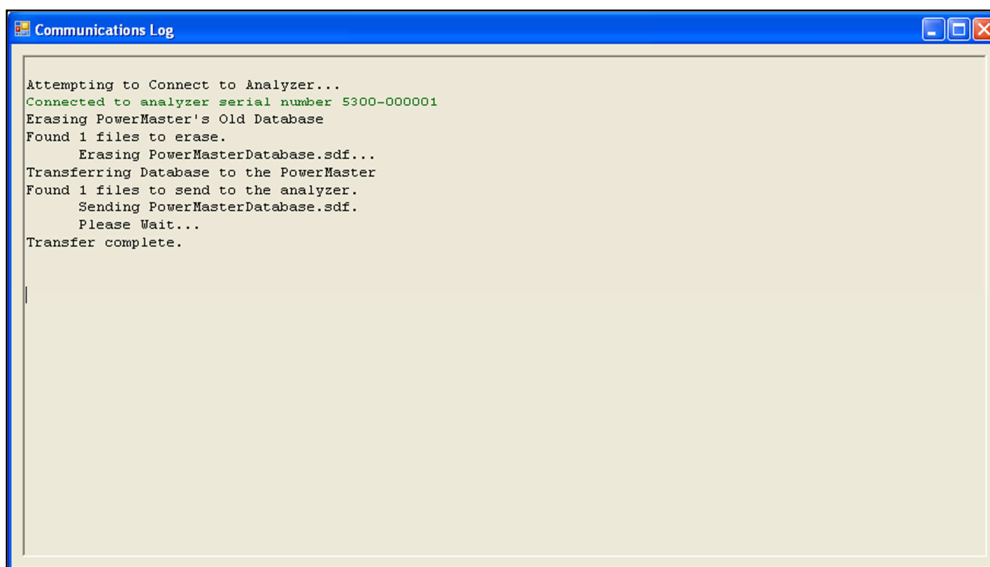 Communications Log
Attempting to Connect to Analyzer...
Connected to analyzer serial number 5300-000001
Erasing PowerMaster's Old Database
Found 1 files to erase.
Erasing PowerMasterDatabase.sdf...
Transferring Database to the PowerMaster
Found 1 files to send to the analyzer.
Sending PowerMasterDatabase.sdf.
Please Wait...
Transfer complete.